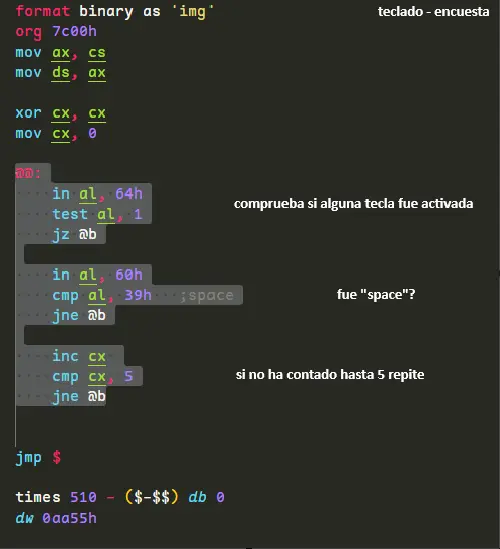 format binary as 'img'
teclado - encuesta
org 7c00h
mov ax, cs
mov ds, ax
xor cx, cx
mov cx, 0
@@:
in al, 64h
comprueba si alguna tecla fue activada
test al, 1
jz @b
in al, 60h
cmp al, 39h ;space
fue "space"?
jne @b
inc cx
cmp cx, 5
si no ha contado hasta 5 repite
jne @b
jmp $
times 510 - ($-$$) db 0
dw 0aa55h